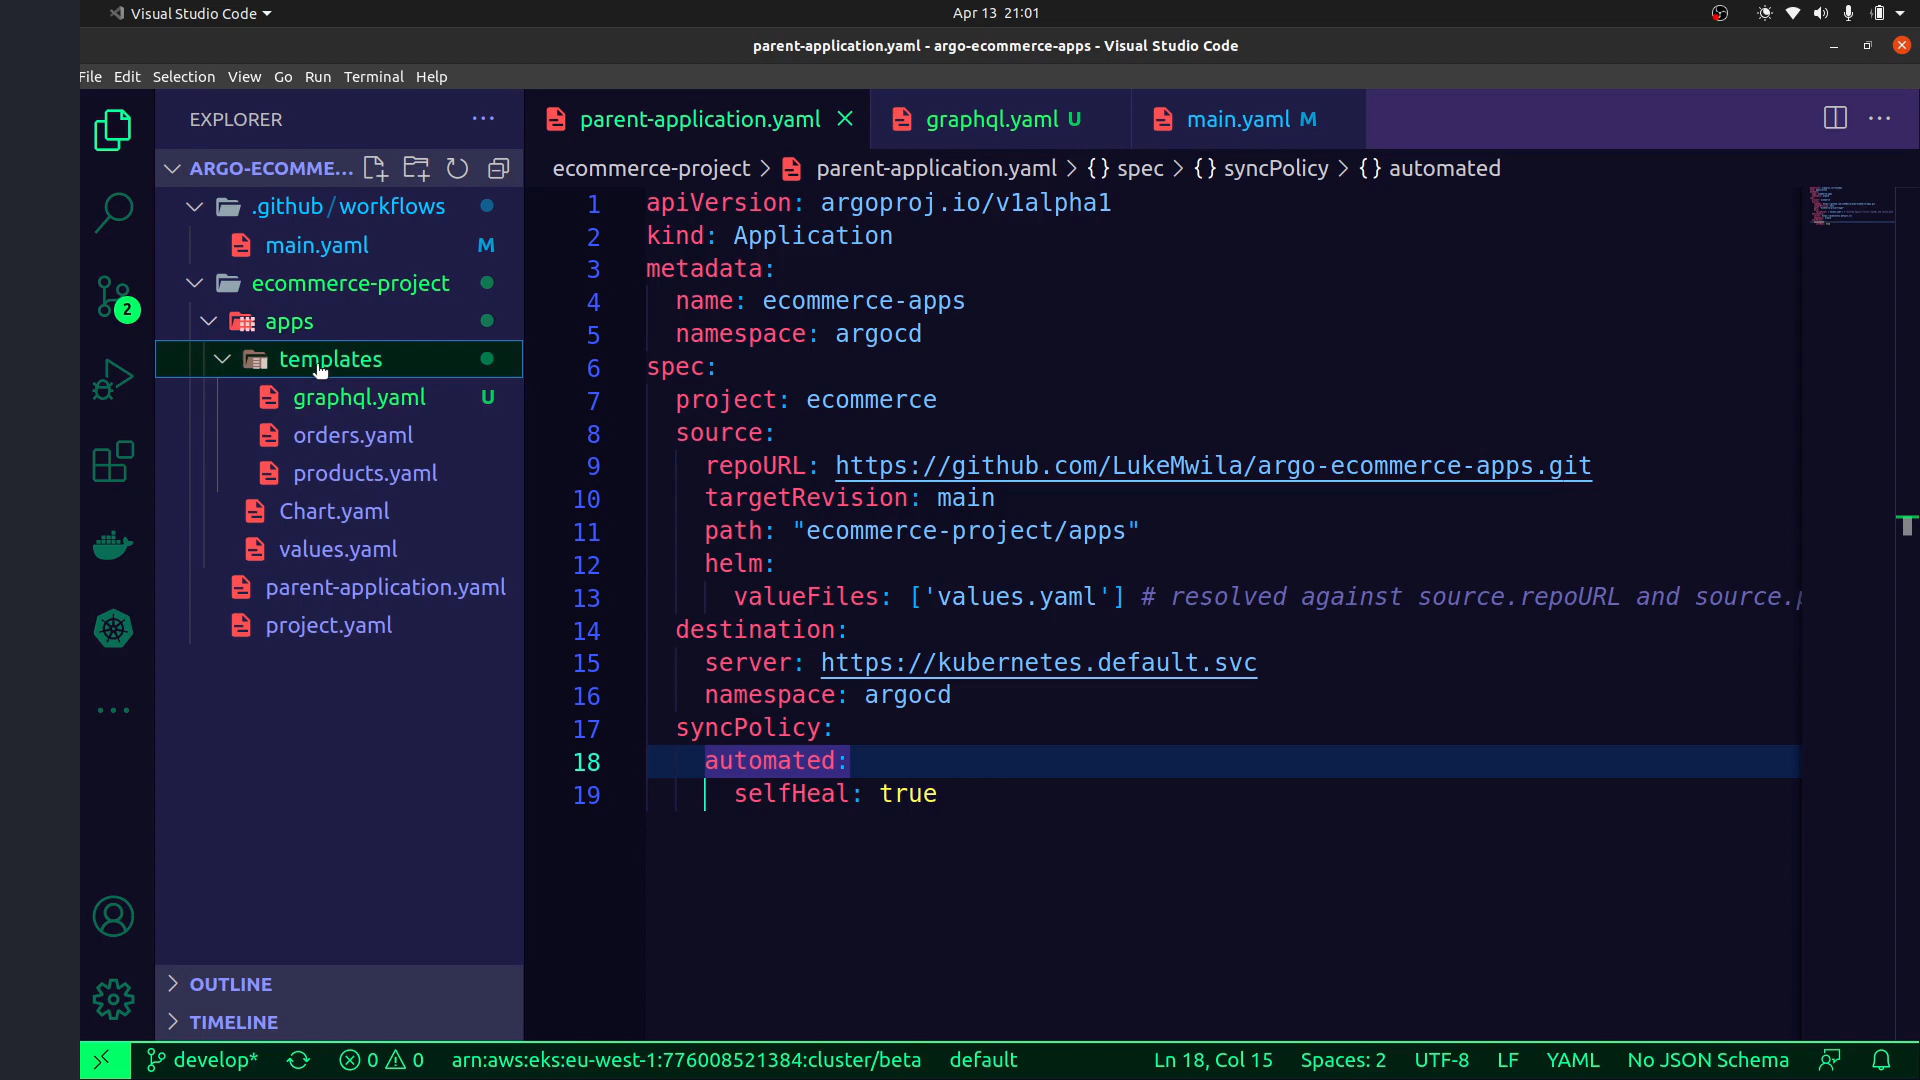 Visual Studio Code
Apr 13 21:01
parent-application.yaml - argo-ecommerce-apps - Visual Studio Code
File Edit Selection View Go Run Terminal Help
EXPLORER
ARGO-ECOMME...
.github / workflows
main.yaml M
ecommerce-project
apps
templates
graphql.yaml U
orders.yaml
products.yaml
Chart.yaml
values.yaml
parent-application.yaml
project.yaml
OUTLINE
TIMELINE
2
parent-application.yaml graphql.yaml U main.yaml M
ecommerce-project > parent-application.yaml > {} spec > {} syncPolicy > {} automated
1 apiVersion: argoproj.io/v1alpha1
2 kind: Application
3 metadata:
4 name: ecommerce-apps
5 namespace: argocd
6 spec:
7 project: ecommerce
8 source:
9 repoURL: https://github.com/LukeMwila/argo-ecommerce-apps.git
10 targetRevision: main
11 path: "ecommerce-project/apps"
12 helm:
13 valueFiles: ['values.yaml'] # resolved against source.repoURL and source.
14 destination:
15 server: https://kubernetes.default.svc
16 namespace: argocd
17 syncPolicy:
18 automated:
19 selfHeal: true
develop* 0 0 arn:aws:eks:eu-west-1:776008521384:cluster/beta default Ln 18, Col 15 Spaces: 2 UTF-8 LF YAML No JSON Schema